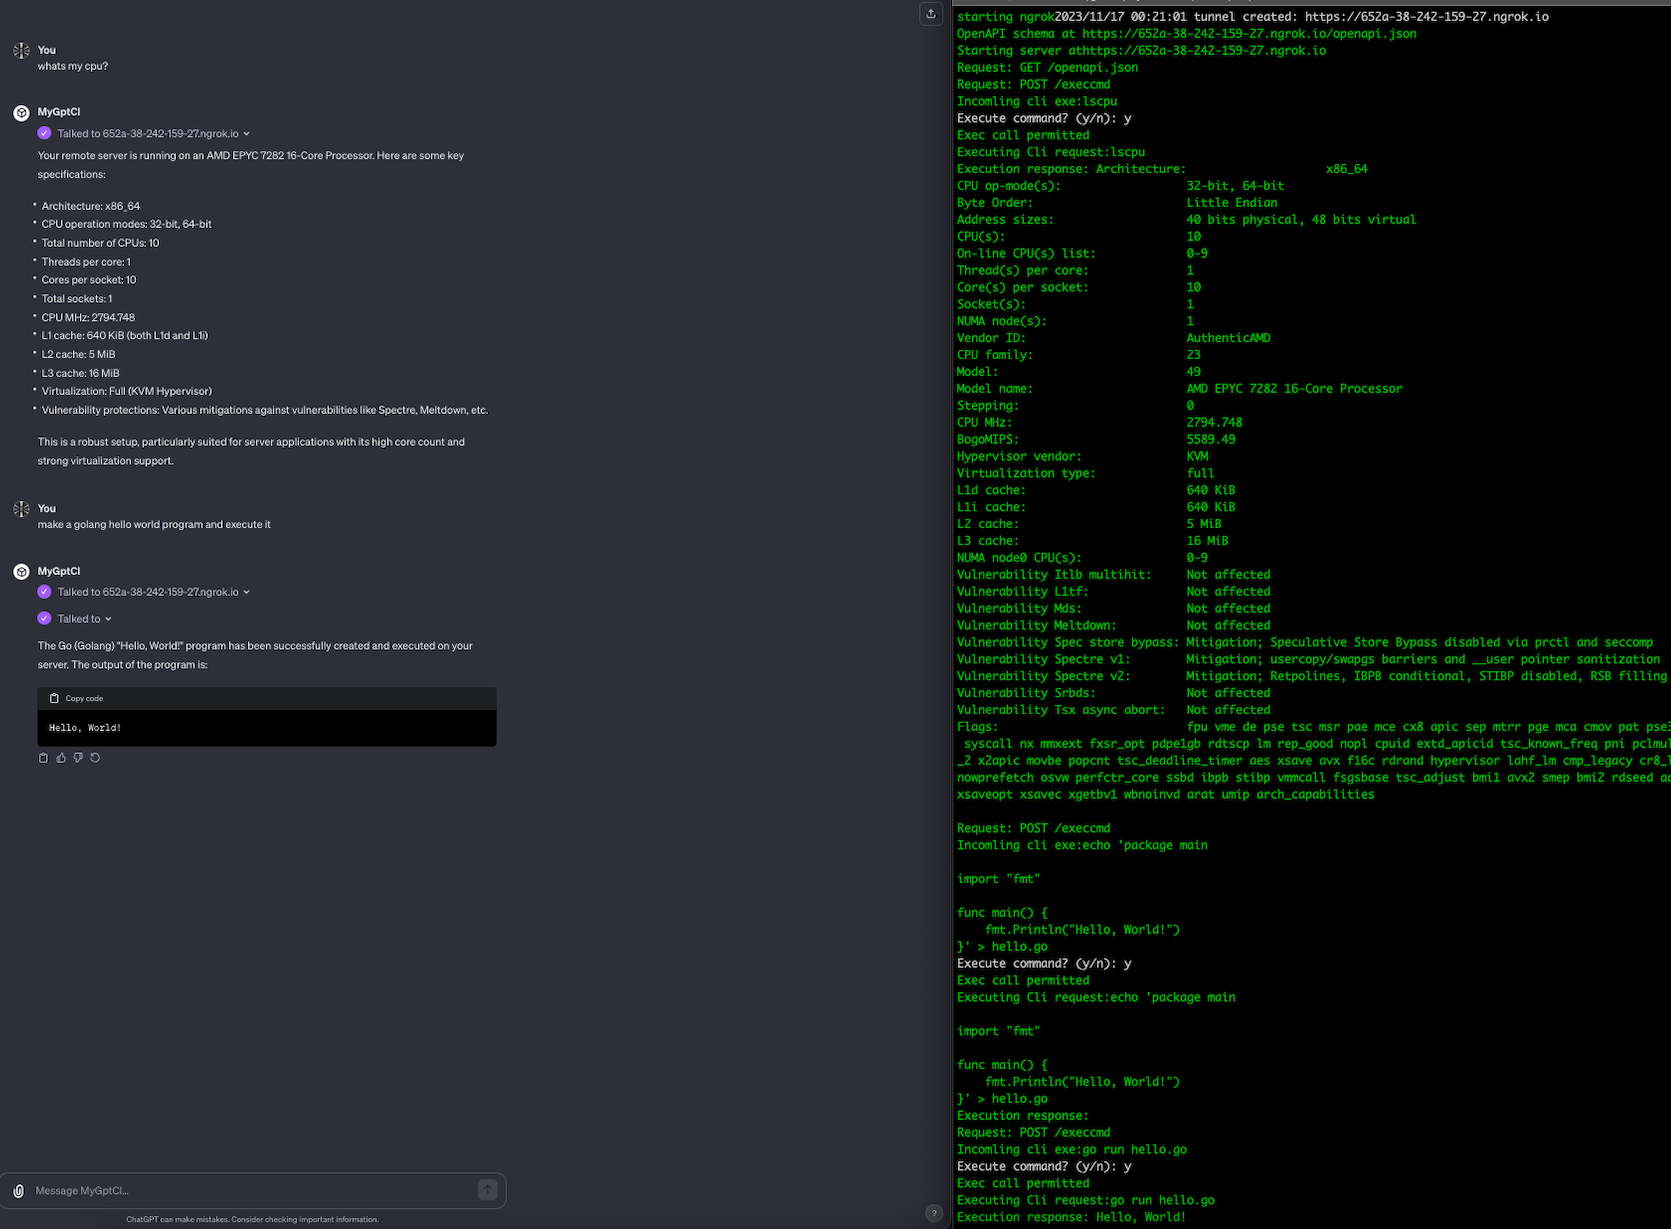 You
whats my cpu?
MyGptCl
Talked to 652a-38-242-159-27.ngrok.io
Your remote server is running on an AMD EPYC 7282 16-Core Processor. Here are some key
specifications:
• Architecture: x86_64
• CPU operation modes: 32-bit, 64-bit
• Total number of CPUs: 10
• Threads per core: 1
• Cores per socket: 10
• Total sockets: 1
• CPU MHz: 2794.748
• L1 cache: 640 KiB (both L1d and L1i)
• L2 cache: 5 MiB
• L3 cache: 16 MiB
• Virtualization: Full (KVM Hypervisor)
• Vulnerability protections: Various mitigations against vulnerabilities like Spectre, Meltdown, etc.
This is a robust setup, particularly suited for server applications with its high core count and
strong virtualization support.
You
make a golang hello world program and execute it
MyGptCl
Talked to 652a-38-242-159-27.ngrok.io
Talked to
The Go (Golang) "Hello, World!" program has been successfully created and executed on your
server. The output of the program is:
Copy code
Hello, World!
Message MyGptCl...
ChatGPT can make mistakes. Consider checking important information.
?
starting ngrok2023/11/17 00:21:01 tunnel created: https://652a-38-242-159-27.ngrok.io
OpenAPI schema at https://652a-38-242-159-27.ngrok.io/openapi.json
Starting server athttps://652a-38-242-159-27.ngrok.io
Request: GET /openapi.json
Request: POST /execcmd
Incomling cli exe:lscpu
Execute command? (y/n): y
Exec call permitted
Executing Cli request:lscpu
Execution response: Architecture: x86_64
CPU op-mode(s): 32-bit, 64-bit
Byte Order: Little Endian
Address sizes: 40 bits physical, 48 bits virtual
CPU(s): 10
On-line CPU(s) list: 0-9
Thread(s) per core: 1
Core(s) per socket: 10
Socket(s): 1
NUMA node(s): 1
Vendor ID: AuthenticAMD
CPU family: 23
Model: 49
Model name: AMD EPYC 7282 16-Core Processor
Stepping: 0
CPU MHz: 2794.748
BogoMIPS: 5589.49
Hypervisor vendor: KVM
Virtualization type: full
L1d cache: 640 KiB
L1i cache: 640 KiB
L2 cache: 5 MiB
L3 cache: 16 MiB
NUMA node0 CPU(s): 0-9
Vulnerability Itlb multihit: Not affected
Vulnerability L1tf: Not affected
Vulnerability Mds: Not affected
Vulnerability Meltdown: Not affected
Vulnerability Spec store bypass: Mitigation; Speculative Store Bypass disabled via prctl and seccomp
Vulnerability Spectre v1: Mitigation; usercopy/swapgs barriers and __user pointer sanitization
Vulnerability Spectre v2: Mitigation; Retpolines, IBPB conditional, STIBP disabled, RSB filling
Vulnerability Srbds: Not affected
Vulnerability Tsx async abort: Not affected
Flags: fpu vme de pse tsc msr pae mce cx8 apic sep mtrr pge mca cmov pat pse3
syscall nx mmxext fxsr_opt pdpe1gb rdtscp lm rep_good nopl cpuid extd_apicid tsc_known_freq pni pclmul
_2 x2apic movbe popcnt tsc_deadline_timer aes xsave avx f16c rdrand hypervisor lahf_lm cmp_legacy cr8_l
nowprefetch osvw perfctr_core ssbd ibpb stibp vmmcall fsgsbase tsc_adjust bmi1 avx2 smep bmi2 rdseed ad
xsaveopt xsavec xgetbv1 wbnoinvd arat umip arch_capabilities
Request: POST /execcmd
Incomling cli exe:echo 'package main
import "fmt"
func main() {
fmt.Println("Hello, World!")
}' > hello.go
Execute command? (y/n): y
Exec call permitted
Executing Cli request:echo 'package main
import "fmt"
func main() {
fmt.Println("Hello, World!")
}' > hello.go
Execution response:
Request: POST /execcmd
Incomling cli exe:go run hello.go
Execute command? (y/n): y
Exec call permitted
Executing Cli request:go run hello.go
Execution response: Hello, World!